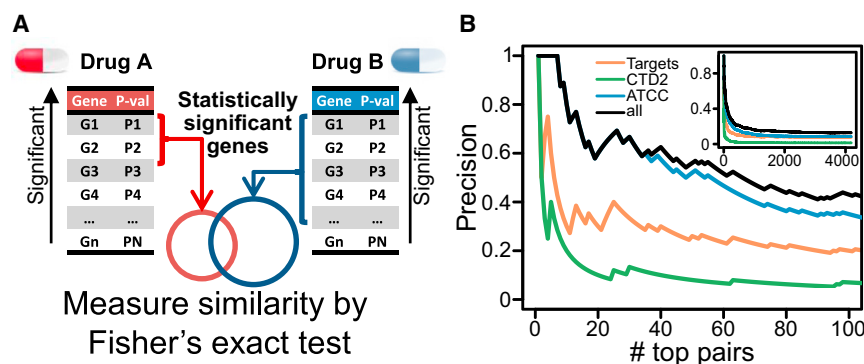 A
Drug A
Drug B
Significant
Gene P-val
G1 P1
G2 P2
G3 P3
G4 P4
... ...
Gn PN
Statistically
significant
genes
Gene P-val
G1 P1
G2 P2
G3 P3
G4 P4
... ...
Gn PN
Significant
Measure similarity by
Fisher's exact test
B
Precision
1
0.8
0.6
0.4
0.2
0
0 20 40 60 80 100
# top pairs
Targets
CTD2
ATCC
all
0.8
0.4
0
0 2000 4000